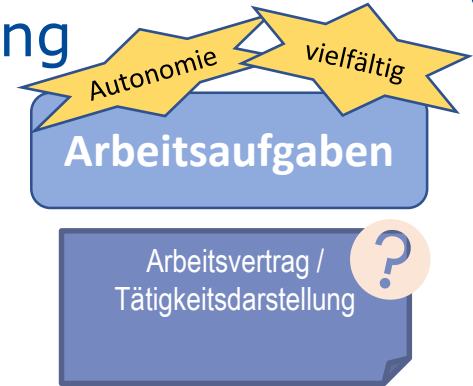 ng
Autonomie
vielfältig
Arbeitsaufgaben
Arbeitsvertrag /
Tätigkeitsdarstellung
?